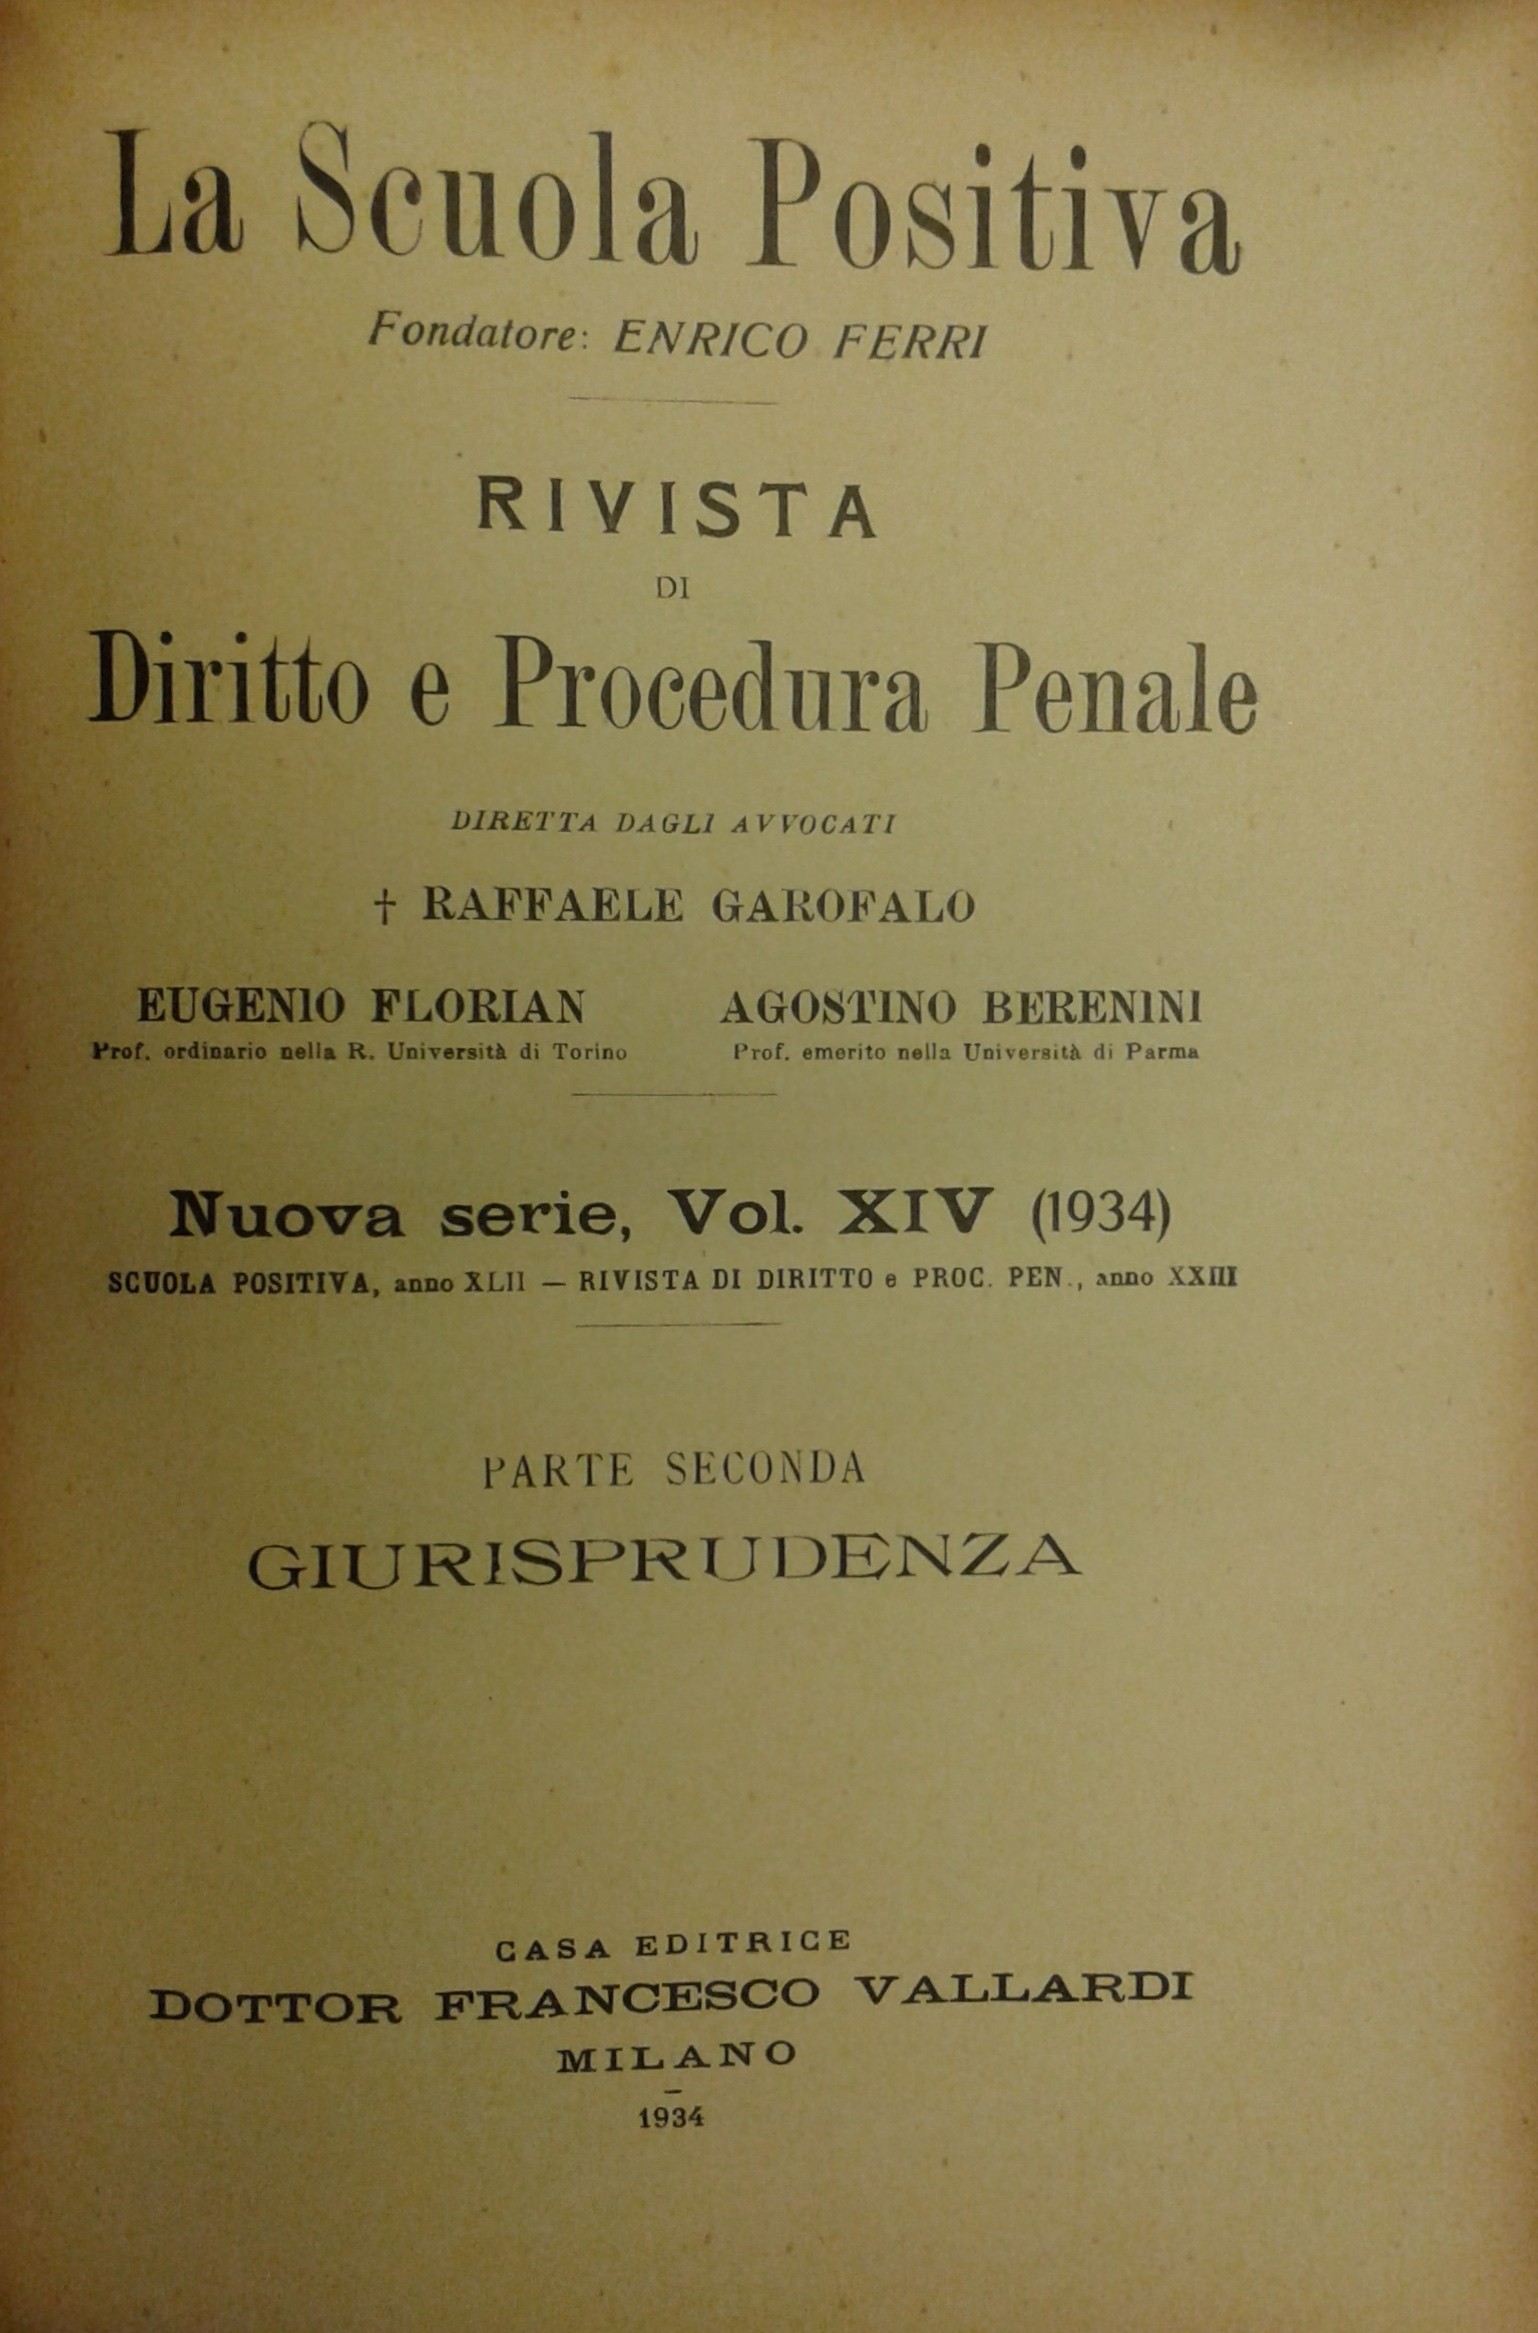 La Scuola Positiva
Fondatore: ENRICO FERRI
RIVISTA
DI
Diritto e Procedura Penale
DIRETTA DAGLI AVVOCATI
† RAFFAELE GAROFALO
EUGENIO FLORIAN AGOSTINO BERENINI
Prof. ordinario nella R. Università di Torino Prof. emerito nella Università di Parma
Nuova serie, Vol. XIV (1934)
SCUOLA POSITIVA, anno XLII — RIVISTA DI DIRITTO e PROC. PEN., anno XXIII
PARTE SECONDA
GIURISPRUDENZA
CASA EDITRICE
DOTTOR FRANCESCO VALLARDI
MILANO
–
1934